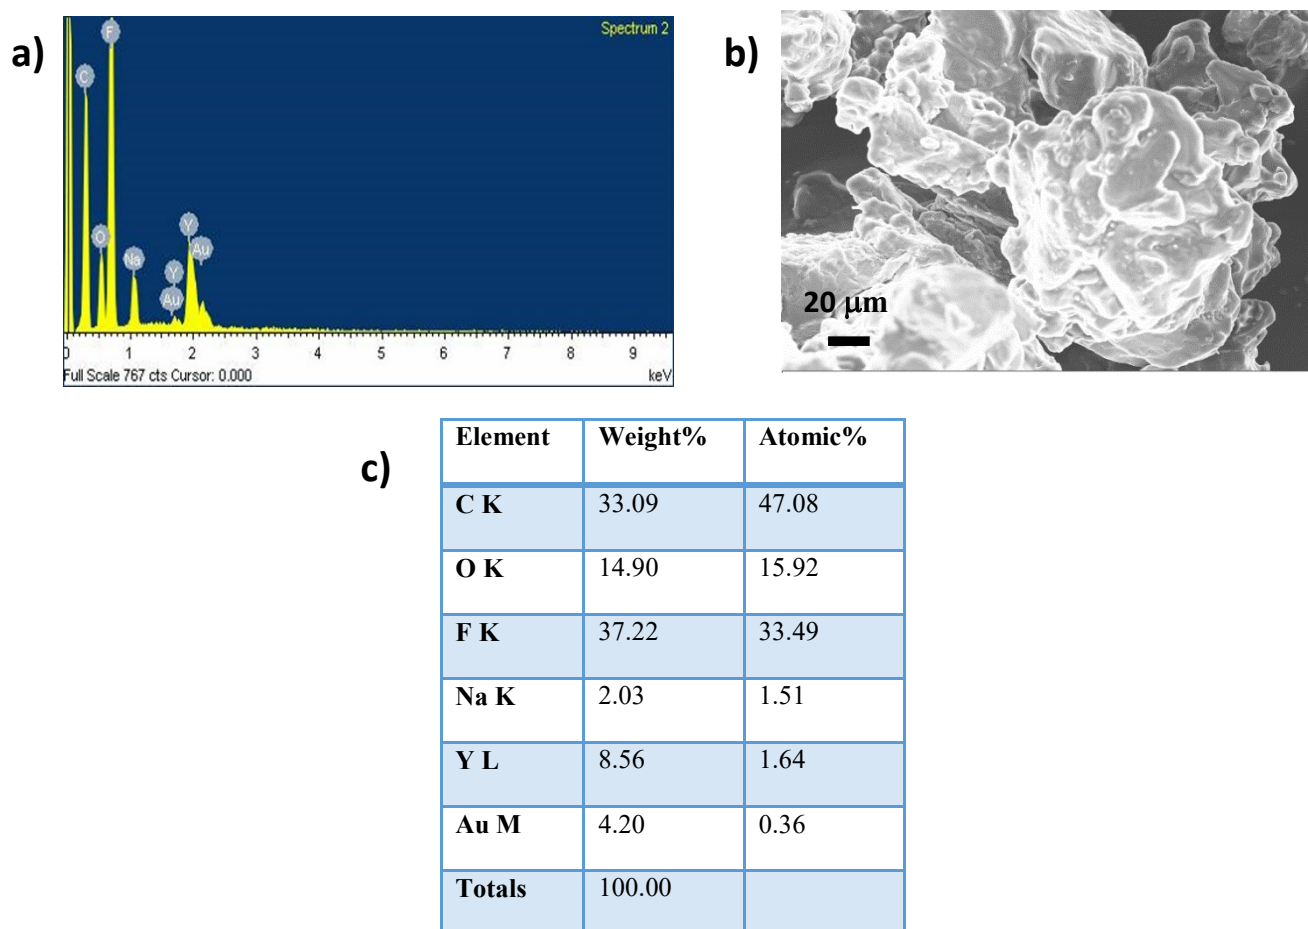 a)
Spectrum 2
F
C
O
Na
Y
Au
Y
Au
0 1 2 3 4 5 6 7 8 9
Full Scale 767 cts Cursor: 0.000 keV
b)
20 μm
c)
Element Weight% Atomic%
C K 33.09 47.08
O K 14.90 15.92
F K 37.22 33.49
Na K 2.03 1.51
Y L 8.56 1.64
Au M 4.20 0.36
Totals 100.00